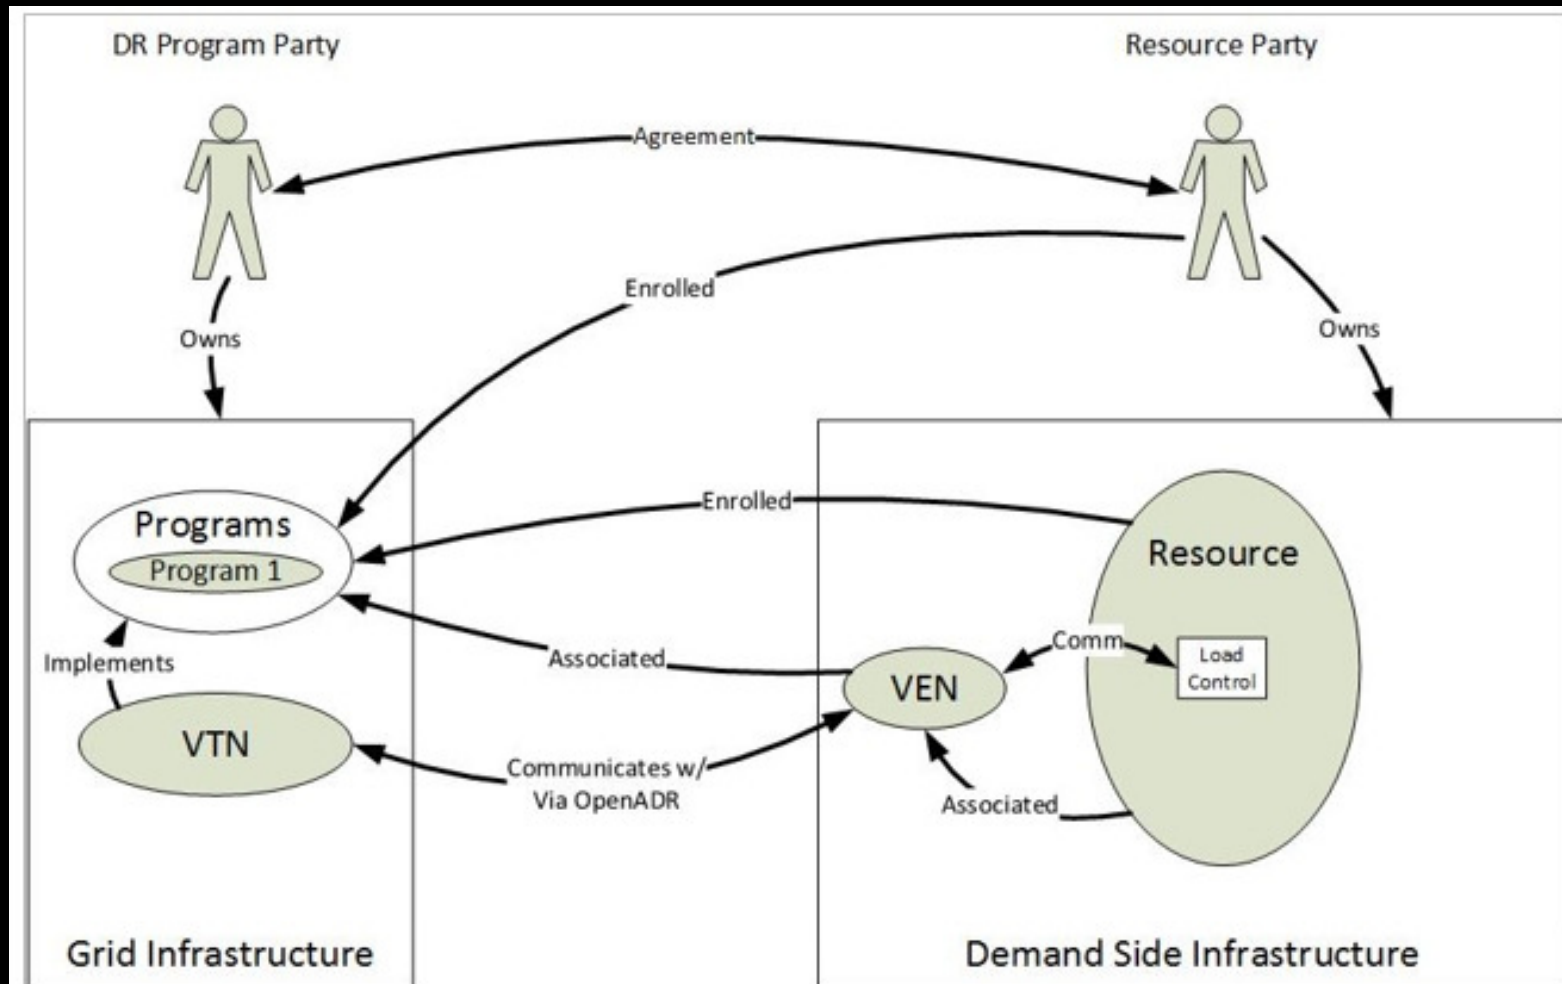 DR Program Party
Resource Party
Agreement
Enrolled
Owns
Owns
Enrolled
Programs
Program 1
Resource
Implements
Associated
Comm
Load
Control
VEN
VTN
Communicates w/
Via OpenADR
Associated
Grid Infrastructure
Demand Side Infrastructure